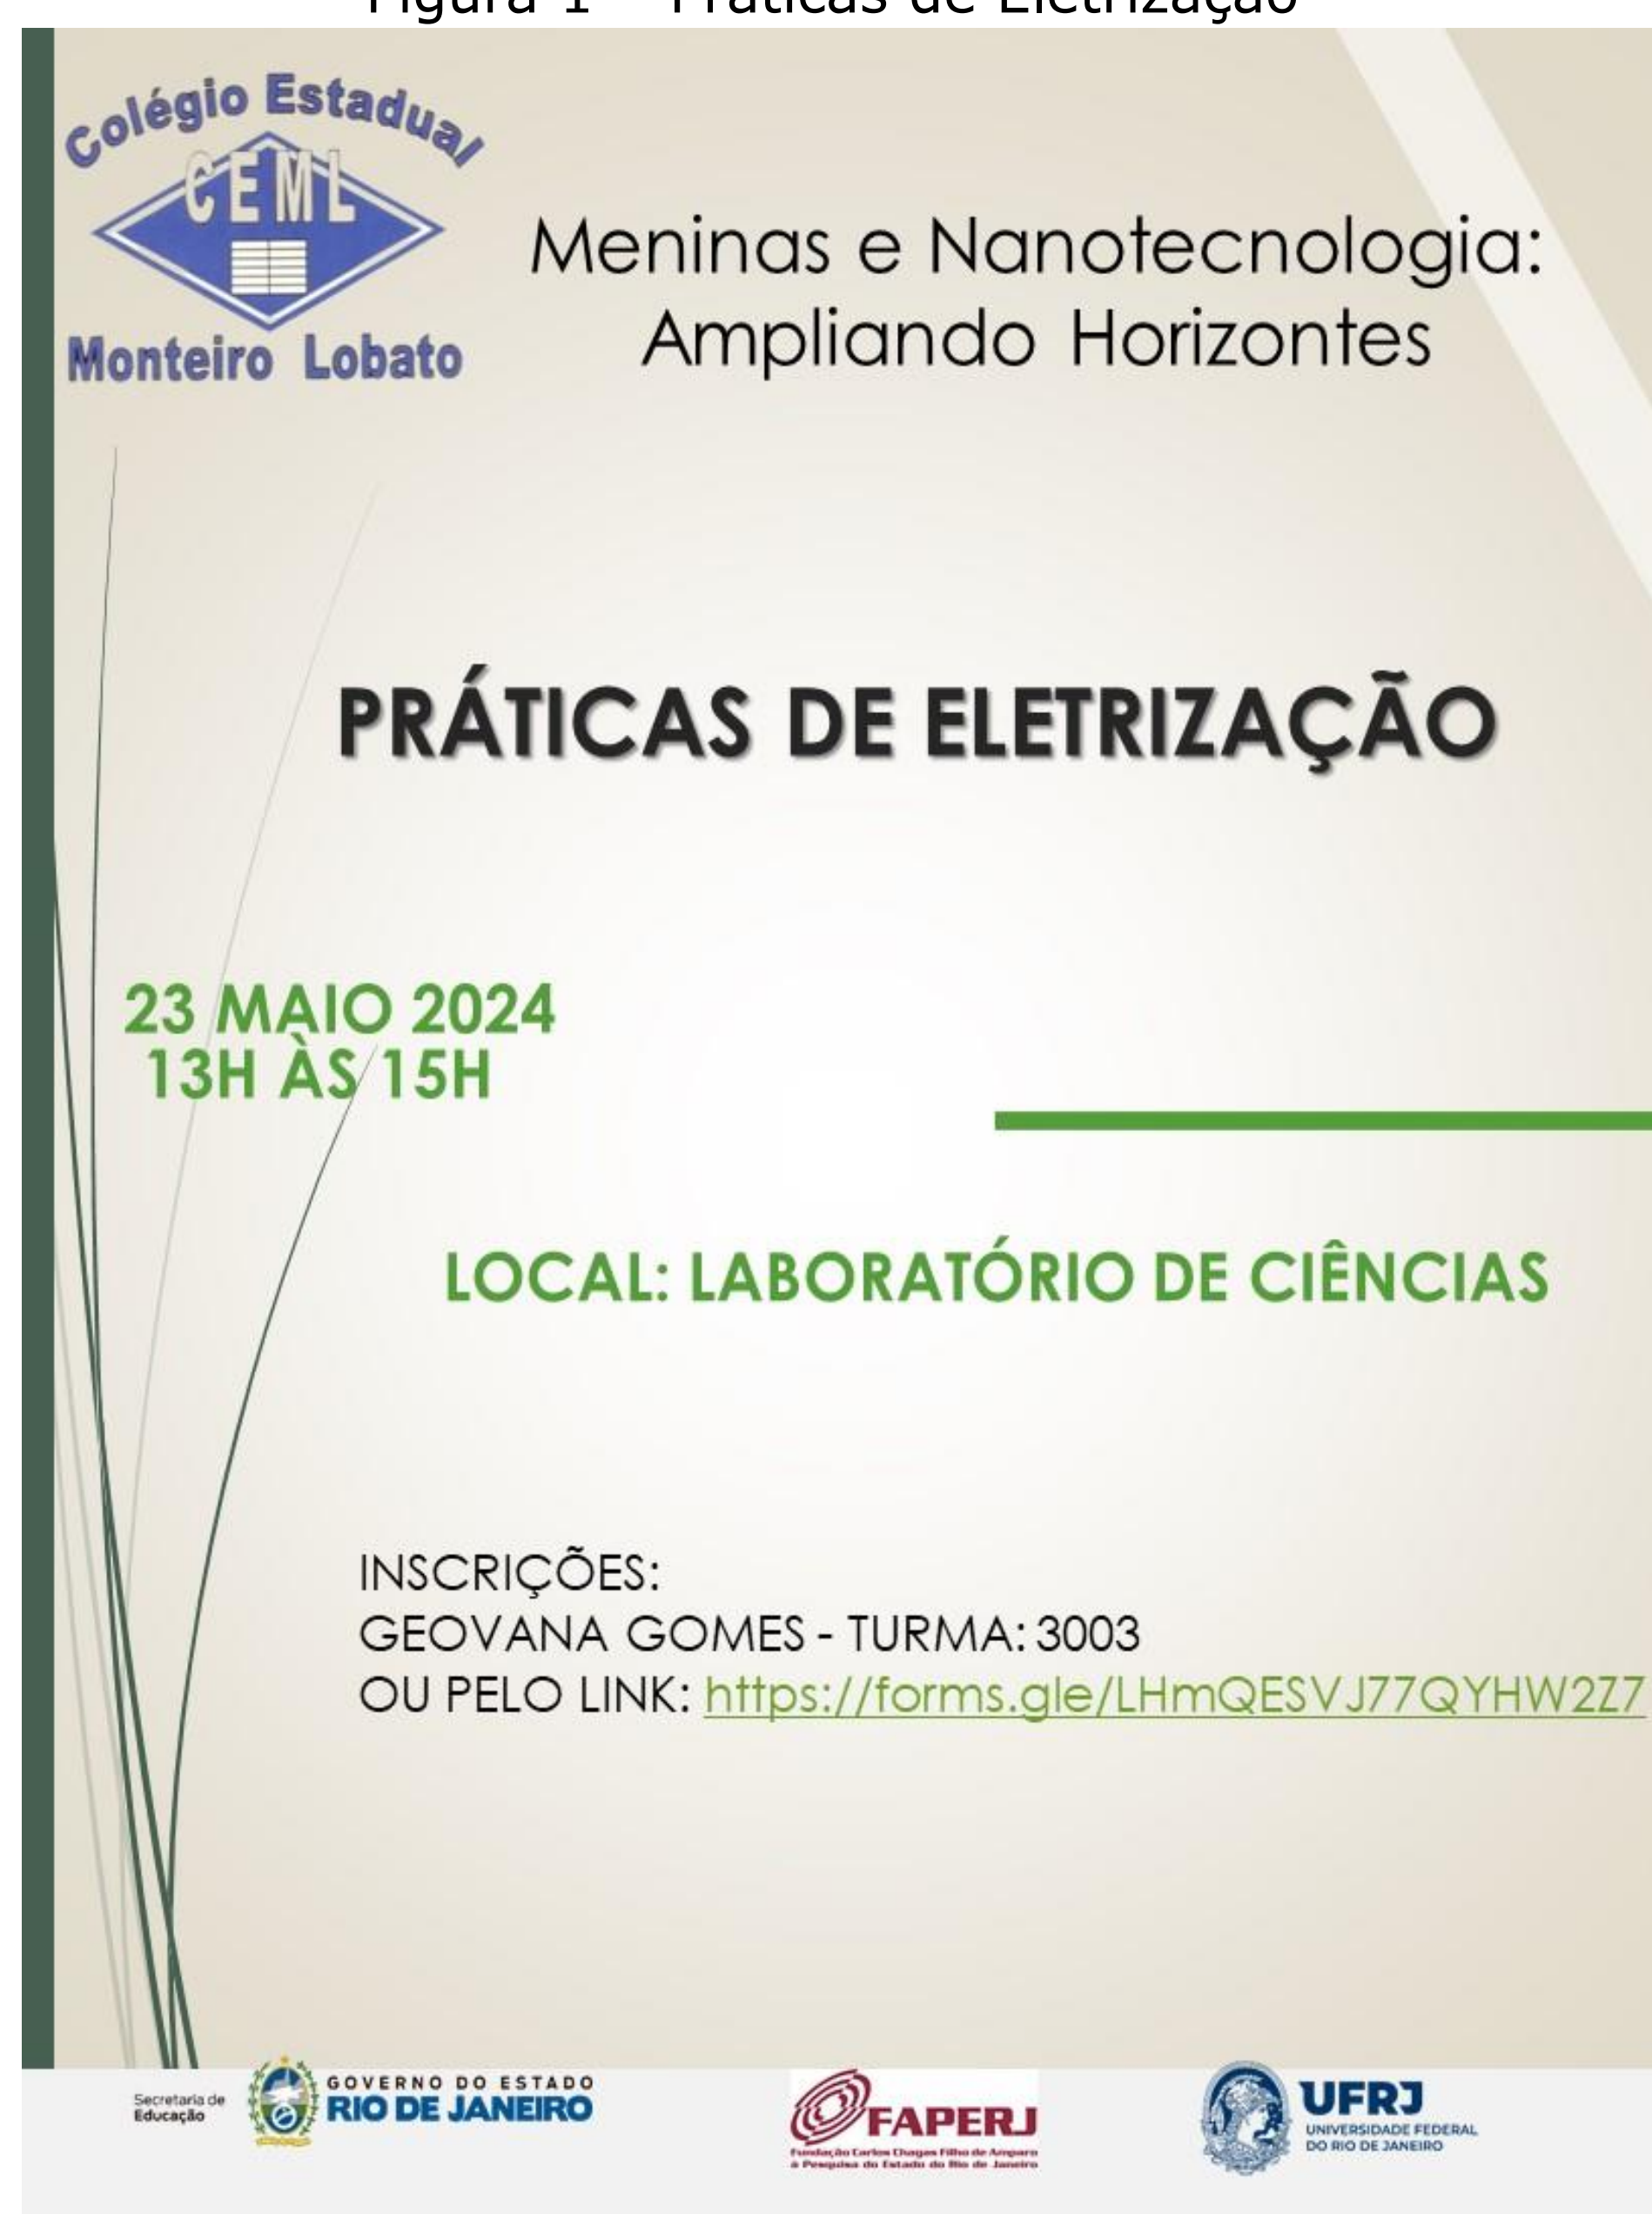 Figura 1 – Práticas de Eletrização
Colégio Estadual
CEML
Monteiro Lobato
Meninas e Nanotecnologia:
Ampliando Horizontes
PRÁTICAS DE ELETRIZAÇÃO
23 MAIO 2024
13H ÀS 15H
LOCAL: LABORATÓRIO DE CIÊNCIAS
INSCRIÇÕES:
GEOVANA GOMES - TURMA: 3003
OU PELO LINK: https://forms.gle/LHmQESVJ77QYHW2Z7
Secretaria de
Educação
GOVERNO DO ESTADO
RIO DE JANEIRO
FAPERJ
Fundação Carlos Chagas Filho de Amparo
à Pesquisa do Estado do Rio de Janeiro
UFRJ
UNIVERSIDADE FEDERAL
DO RIO DE JANEIRO